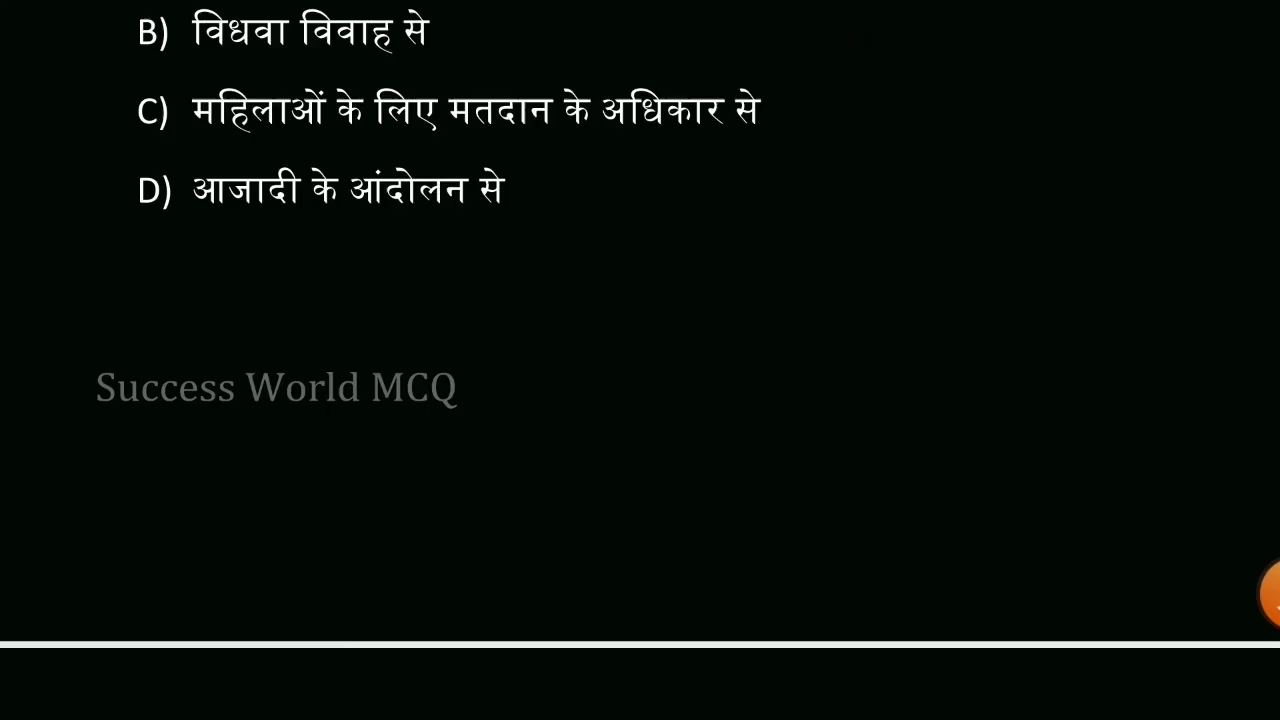 B) विधवा विवाह से
C) महिलाओं के लिए मतदान के अधिकार से
D) आजादी के आंदोलन से
Success World MCQ